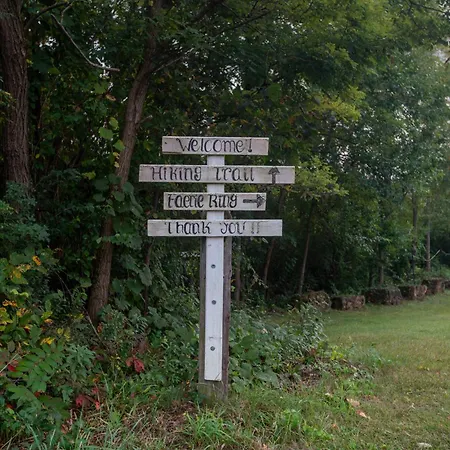 Welcome!
Hiking Trail
Faerie Ring
Thank You!!